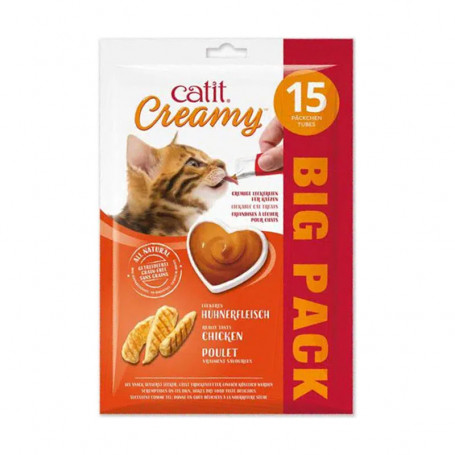 catit®
Creamy™
15
PÄCKCHEN
TUBES
BIG PACK
CREMIGE LECKEREIEN
FÜR KATZEN
LICKABLE CAT TREATS
FRIANDISES À LÉCHER
POUR CHATS
ALL NATURAL
GETREIDEFREI
GRAIN-FREE
SANS GRAINS
LECKERES
HÜHNERFLEISCH
REALLY TASTY
CHICKEN
POULET
VRAIMENT SAVOUREUX